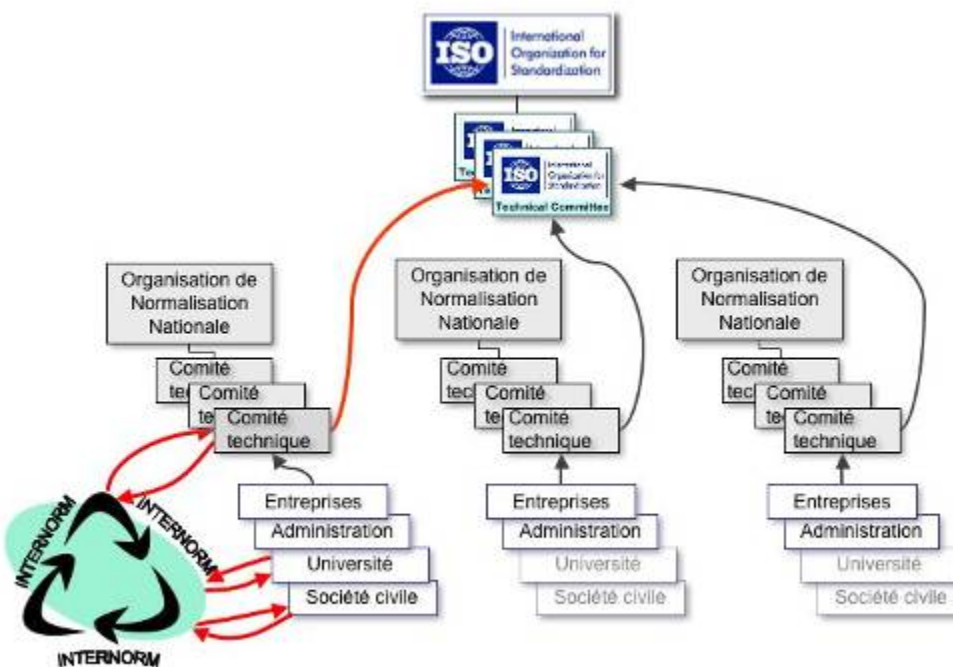 ISO
International
Organization for
Standardization
ISO
International
Organization for
Standardization
Technical Committee
Organisation de
Normalisation
Nationale
Comité
Comité
Comité
technique
Entreprises
Administration
Université
Société civile
INTERNORM
INTERNORM
INTERNORM
Organisation de
Normalisation
Nationale
Comité
Comité
Comité
technique
Entreprises
Administration
Université
Société civile
Organisation de
Normalisation
Nationale
Comité
Comité
Comité
technique
Entreprises
Administration
Université
Société civile